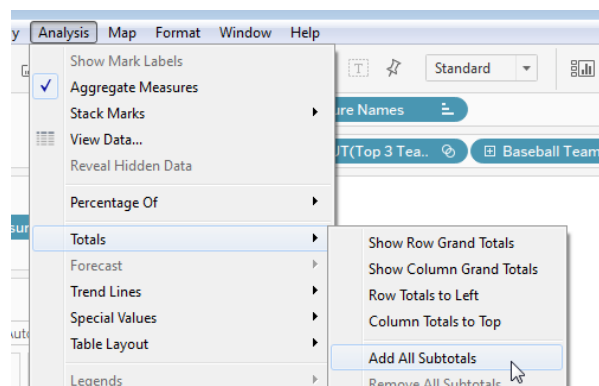 y Analysis Map Format Window Help
Show Mark Labels
T Standard
Aggregate Measures
ure Names
Stack Marks
View Data...
UT(Top 3 Tea.. Baseball Team
Reveal Hidden Data
Percentage Of
sur
Totals
Show Row Grand Totals
Forecast
Show Column Grand Totals
Trend Lines
Row Totals to Left
Special Values
Column Totals to Top
Auto
Table Layout
Add All Subtotals
Legends
Remove All Subtotals